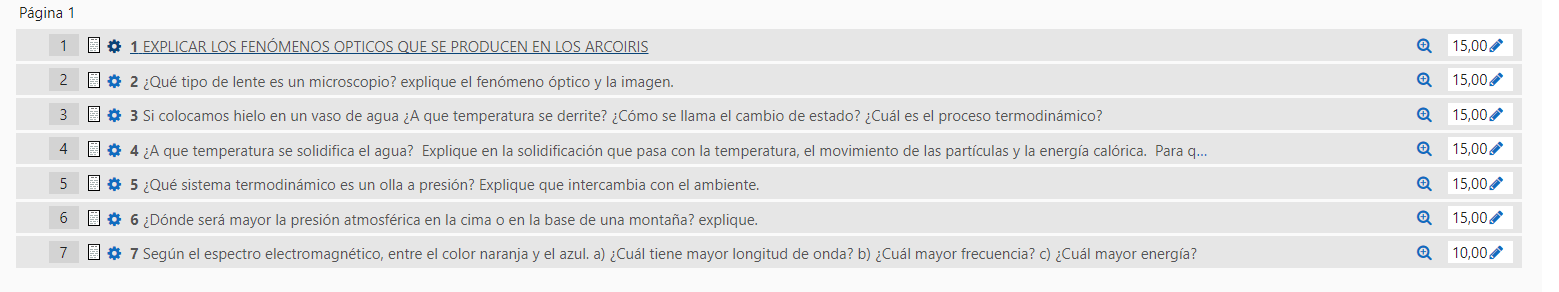 Página 1
1 1 EXPLICAR LOS FENÓMENOS OPTICOS QUE SE PRODUCEN EN LOS ARCOIRIS 15,00
2 2 ¿Qué tipo de lente es un microscopio? explique el fenómeno óptico y la imagen. 15,00
3 3 Si colocamos hielo en un vaso de agua ¿A que temperatura se derrite? ¿Cómo se llama el cambio de estado? ¿Cuál es el proceso termodinámico? 15,00
4 4 ¿A que temperatura se solidifica el agua?  Explique en la solidificación que pasa con la temperatura, el movimiento de las partículas y la energía calórica.  Para q... 15,00
5 5 ¿Qué sistema termodinámico es un olla a presión? Explique que intercambia con el ambiente. 15,00
6 6 ¿Dónde será mayor la presión atmosférica en la cima o en la base de una montaña? explique. 15,00
7 7 Según el espectro electromagnético, entre el color naranja y el azul. a) ¿Cuál tiene mayor longitud de onda? b) ¿Cuál mayor frecuencia? c) ¿Cuál mayor energía? 10,00